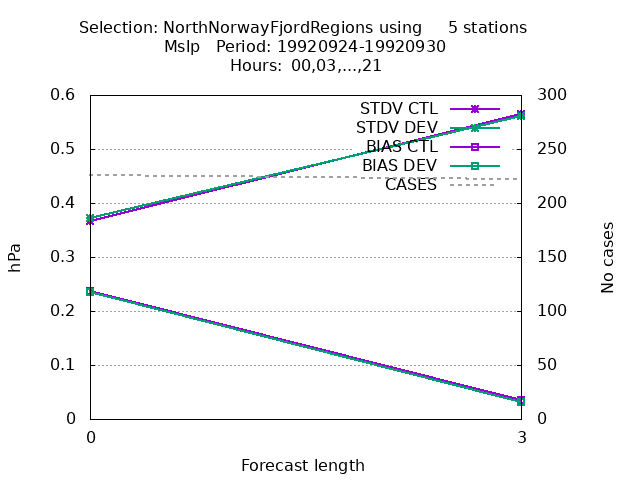 Selection: NorthNorwayFjordRegions using     5 stations
Mslp   Period: 19920924-19920930
Hours:  00,03,...,21
0.6
300
STDV CTL
STDV DEV
0.5
250
BIAS CTL
BIAS DEV
CASES
0.4
200
hPa
No cases
0.3
150
0.2
100
0.1
50
0
0
0
3
Forecast length